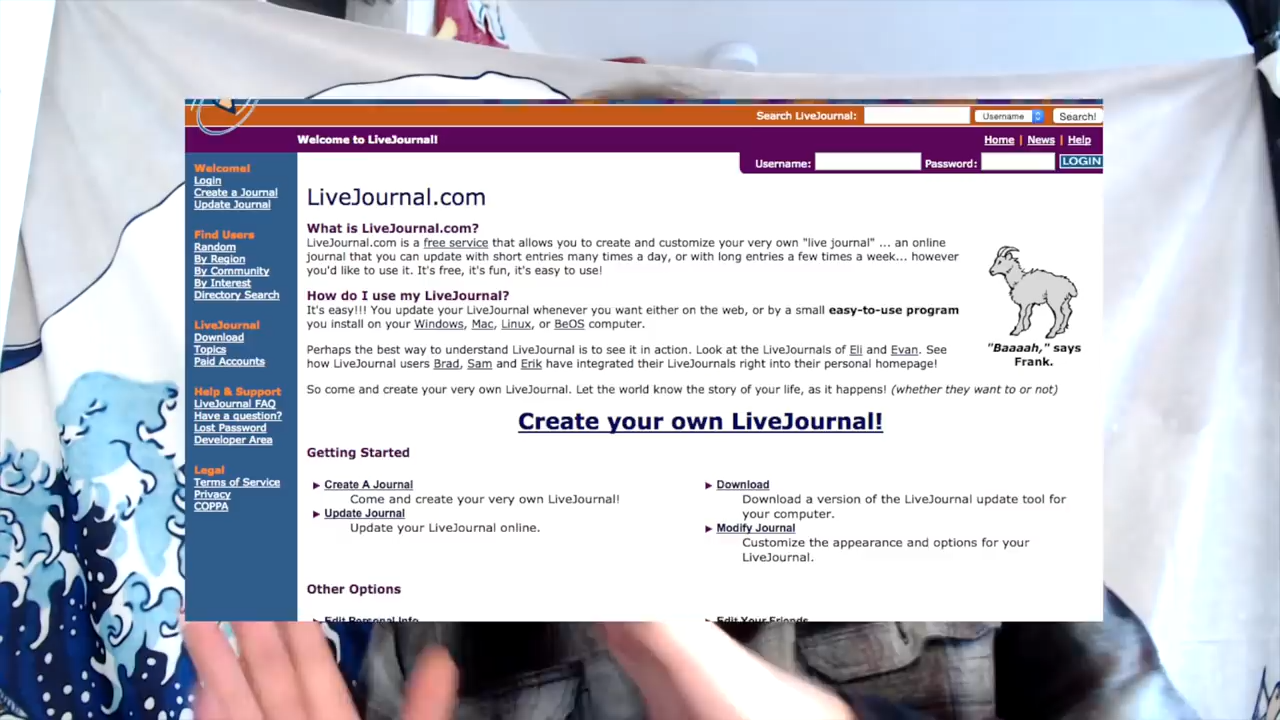 Search LiveJournal: Username Search!
Welcome to LiveJournal!
Home | News | Help
Username: Password: LOGIN
Welcome!
Login
Create a Journal
Update Journal
Find Users
Random
By Region
By Community
By Interest
Directory Search
LiveJournal
Download
Topics
Paid Accounts
Help & Support
LiveJournal FAQ
Have a question?
Lost Password
Developer Area
Legal
Terms of Service
Privacy
COPPA
LiveJournal.com
What is LiveJournal.com?
LiveJournal.com is a free service that allows you to create and customize your very own "live journal" ... an online
journal that you can update with short entries many times a day, or with long entries a few times a week... however
you'd like to use it. It's free, it's fun, it's easy to use!
How do I use my LiveJournal?
It's easy!!! You update your LiveJournal whenever you want either on the web, or by a small easy-to-use program
you install on your Windows, Mac, Linux, or BeOS computer.
Perhaps the best way to understand LiveJournal is to see it in action. Look at the LiveJournals of Eli and Evan. See
how LiveJournal users Brad, Sam and Erik have integrated their LiveJournals right into their personal homepage!
"Baaaah," says
Frank.
So come and create your very own LiveJournal. Let the world know the story of your life, as it happens! (whether they want to or not)
Create your own LiveJournal!
Getting Started
Create A Journal
Come and create your very own LiveJournal!
Update Journal
Update your LiveJournal online.
Download
Download a version of the LiveJournal update tool for
your computer.
Modify Journal
Customize the appearance and options for your
LiveJournal.
Other Options
Edit Personal Info
Edit Your Friends